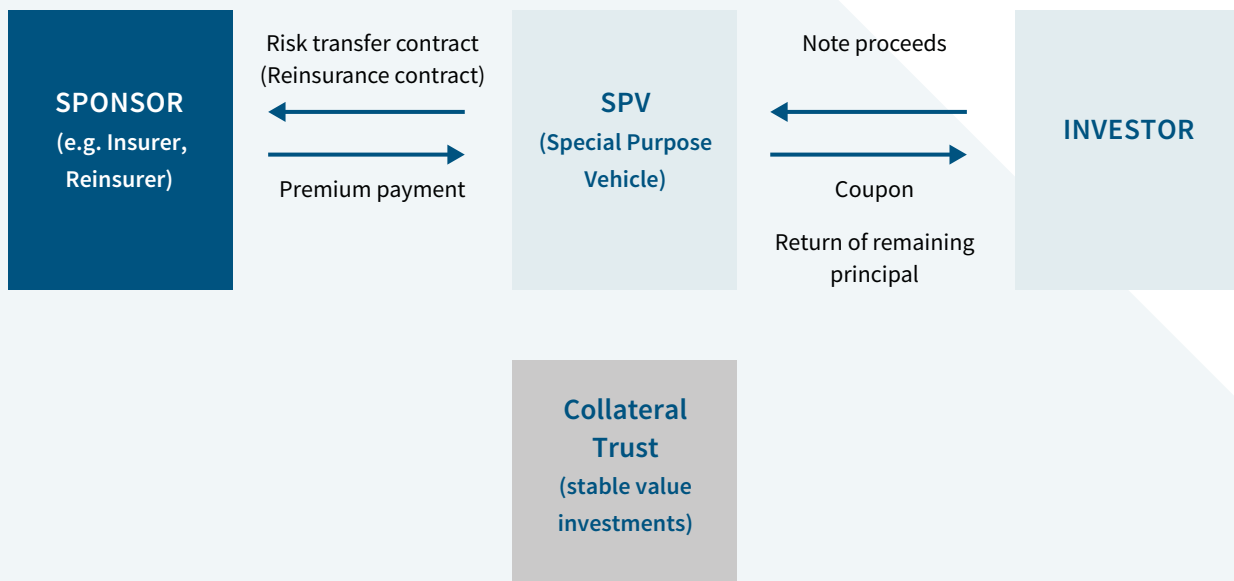 SPONSOR
(e.g. Insurer,
Reinsurer)
Risk transfer contract
(Reinsurance contract)
Premium payment
SPV
(Special Purpose
Vehicle)
Note proceeds
Coupon
Return of remaining
principal
INVESTOR
Collateral
Trust
(stable value
investments)